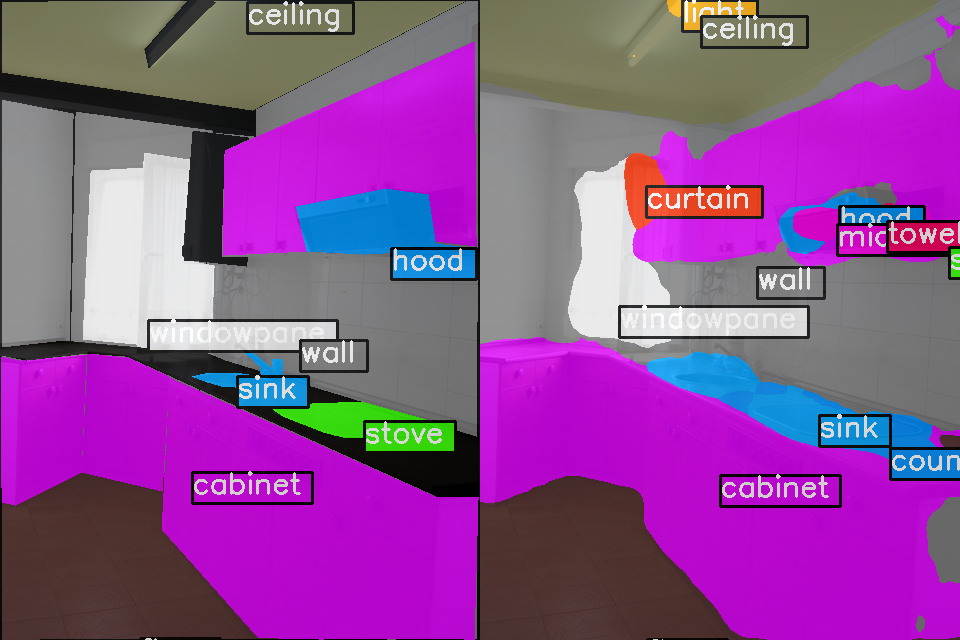 ceiling
hood
windowpane
wall
sink
stove
cabinet
light
ceiling
curtain
hood
towel
wall
windowpane
sink
cabinet